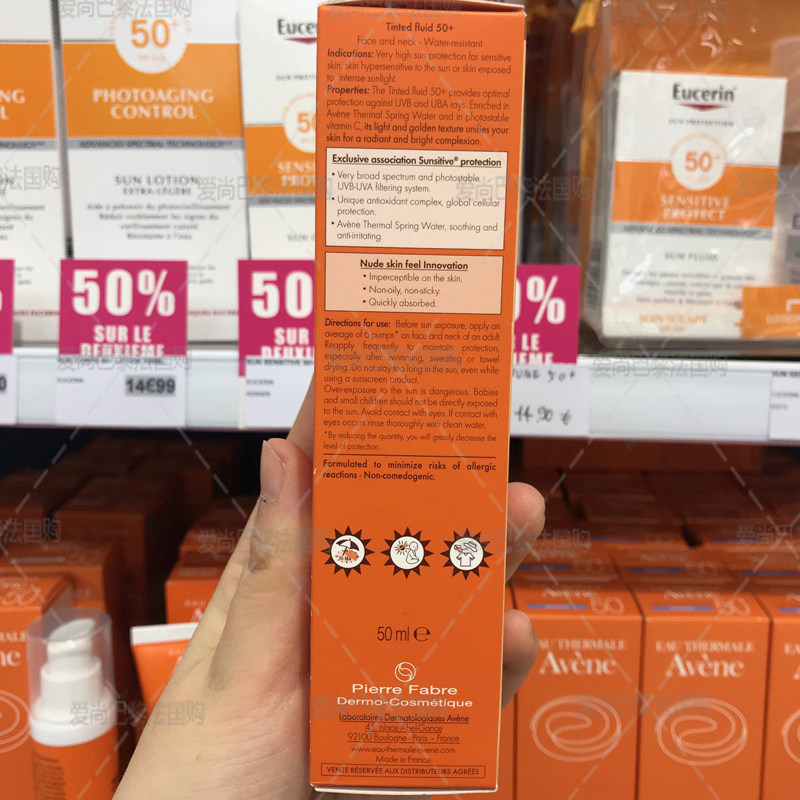 Tinted fluid 50+
Face and neck - Water-resistant
Indications: Very high sun protection for sensitive
skin, skin hypersensitive to the sun or skin exposed
to intense sunlight.
Properties: The Tinted fluid 50+ provides optimal
protection against UVB and UBA rays. Enriched in
Avène Thermal Spring Water and in photostable
vitamin C, its light and golden texture unifies your
skin for a radiant and bright complexion.
Exclusive association Sunsitive® protection
• Very broad spectrum and photostable
UVB-UVA filtering system.
• Unique antioxidant complex, global cellular
protection.
• Avène Thermal Spring Water, soothing and
anti-irritating.
Nude skin feel Innovation
• Imperceptible on the skin.
• Non-oily, non-sticky.
• Quickly absorbed.
Directions for use: Before sun exposure, apply an
average of 6 pumps* on face and neck of an adult.
Reapply frequently to maintain protection,
especially after swimming, sweating or towel
drying. Do not stay too long in the sun, even while
using a sunscreen product.
Over-exposure to the sun is dangerous. Babies
and small children should not be directly exposed
to the sun. Avoid contact with eyes. If contact with
eyes occurs rinse thoroughly with clean water.
*By reducing the quantity, you will greatly decrease the
level of protection.
Formulated to minimize risks of allergic
reactions - Non-comedogenic.
50 ml e
Pierre Fabre
Dermo-Cosmétique
Laboratoires Dermatologiques Avène
45, place Abel-Gance
92100 Boulogne - Paris - France
www.eau-thermale-avene.com
Made in France
VENTE RÉSERVÉE AUX DISTRIBUTEURS AGRÉÉS
50+
PHOTOAGING
CONTROL
SUN LOTION
EXTRA-LÉGÈRE
50%
SUR LE
DEUXIEME
14€99
Eucerin
50+
SENSITIVE
PROTECT
SUN FLUID
14.90 €
EAU THERMALE
Avène
EAU THERMALE
Avène
爱尚巴黎法国购